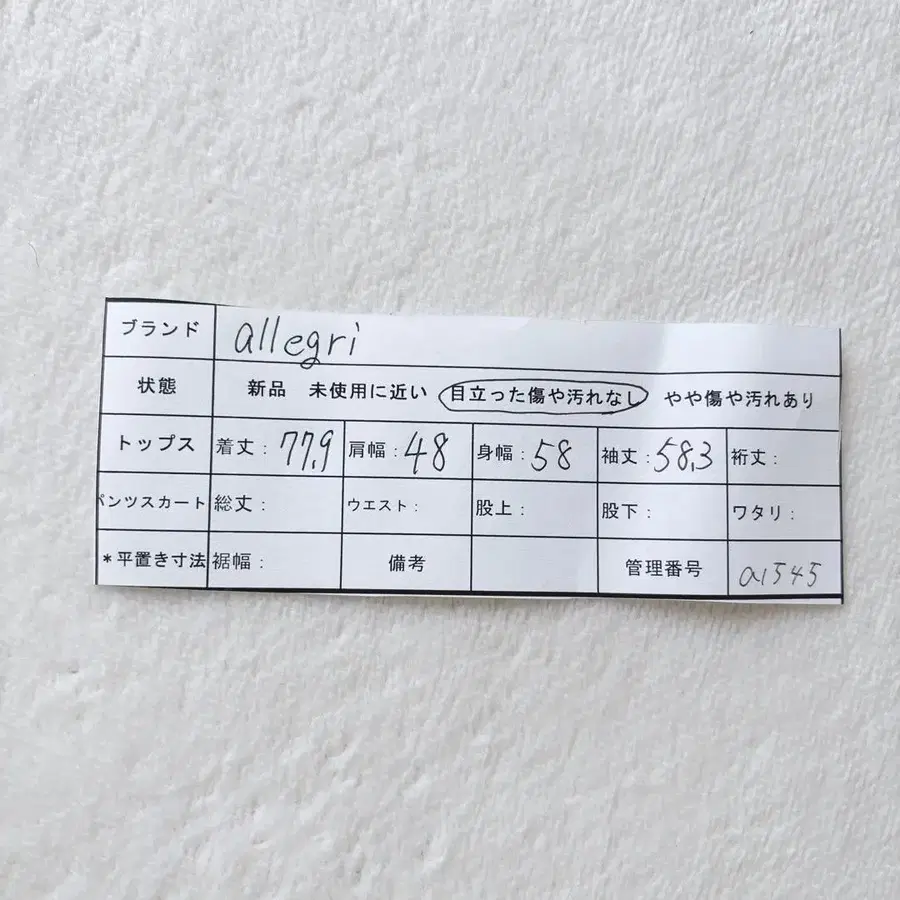 ブランド allegri
状態 新品 未使用に近い 目立った傷や汚れなし やや傷や汚れあり
トップス 着丈: 77.9 肩幅: 48 身幅: 58 袖丈: 58.3 裄丈:
パンツスカート 総丈: ウエスト: 股上: 股下: ワタリ:
*平置き寸法 裾幅: 備考 管理番号 a1545